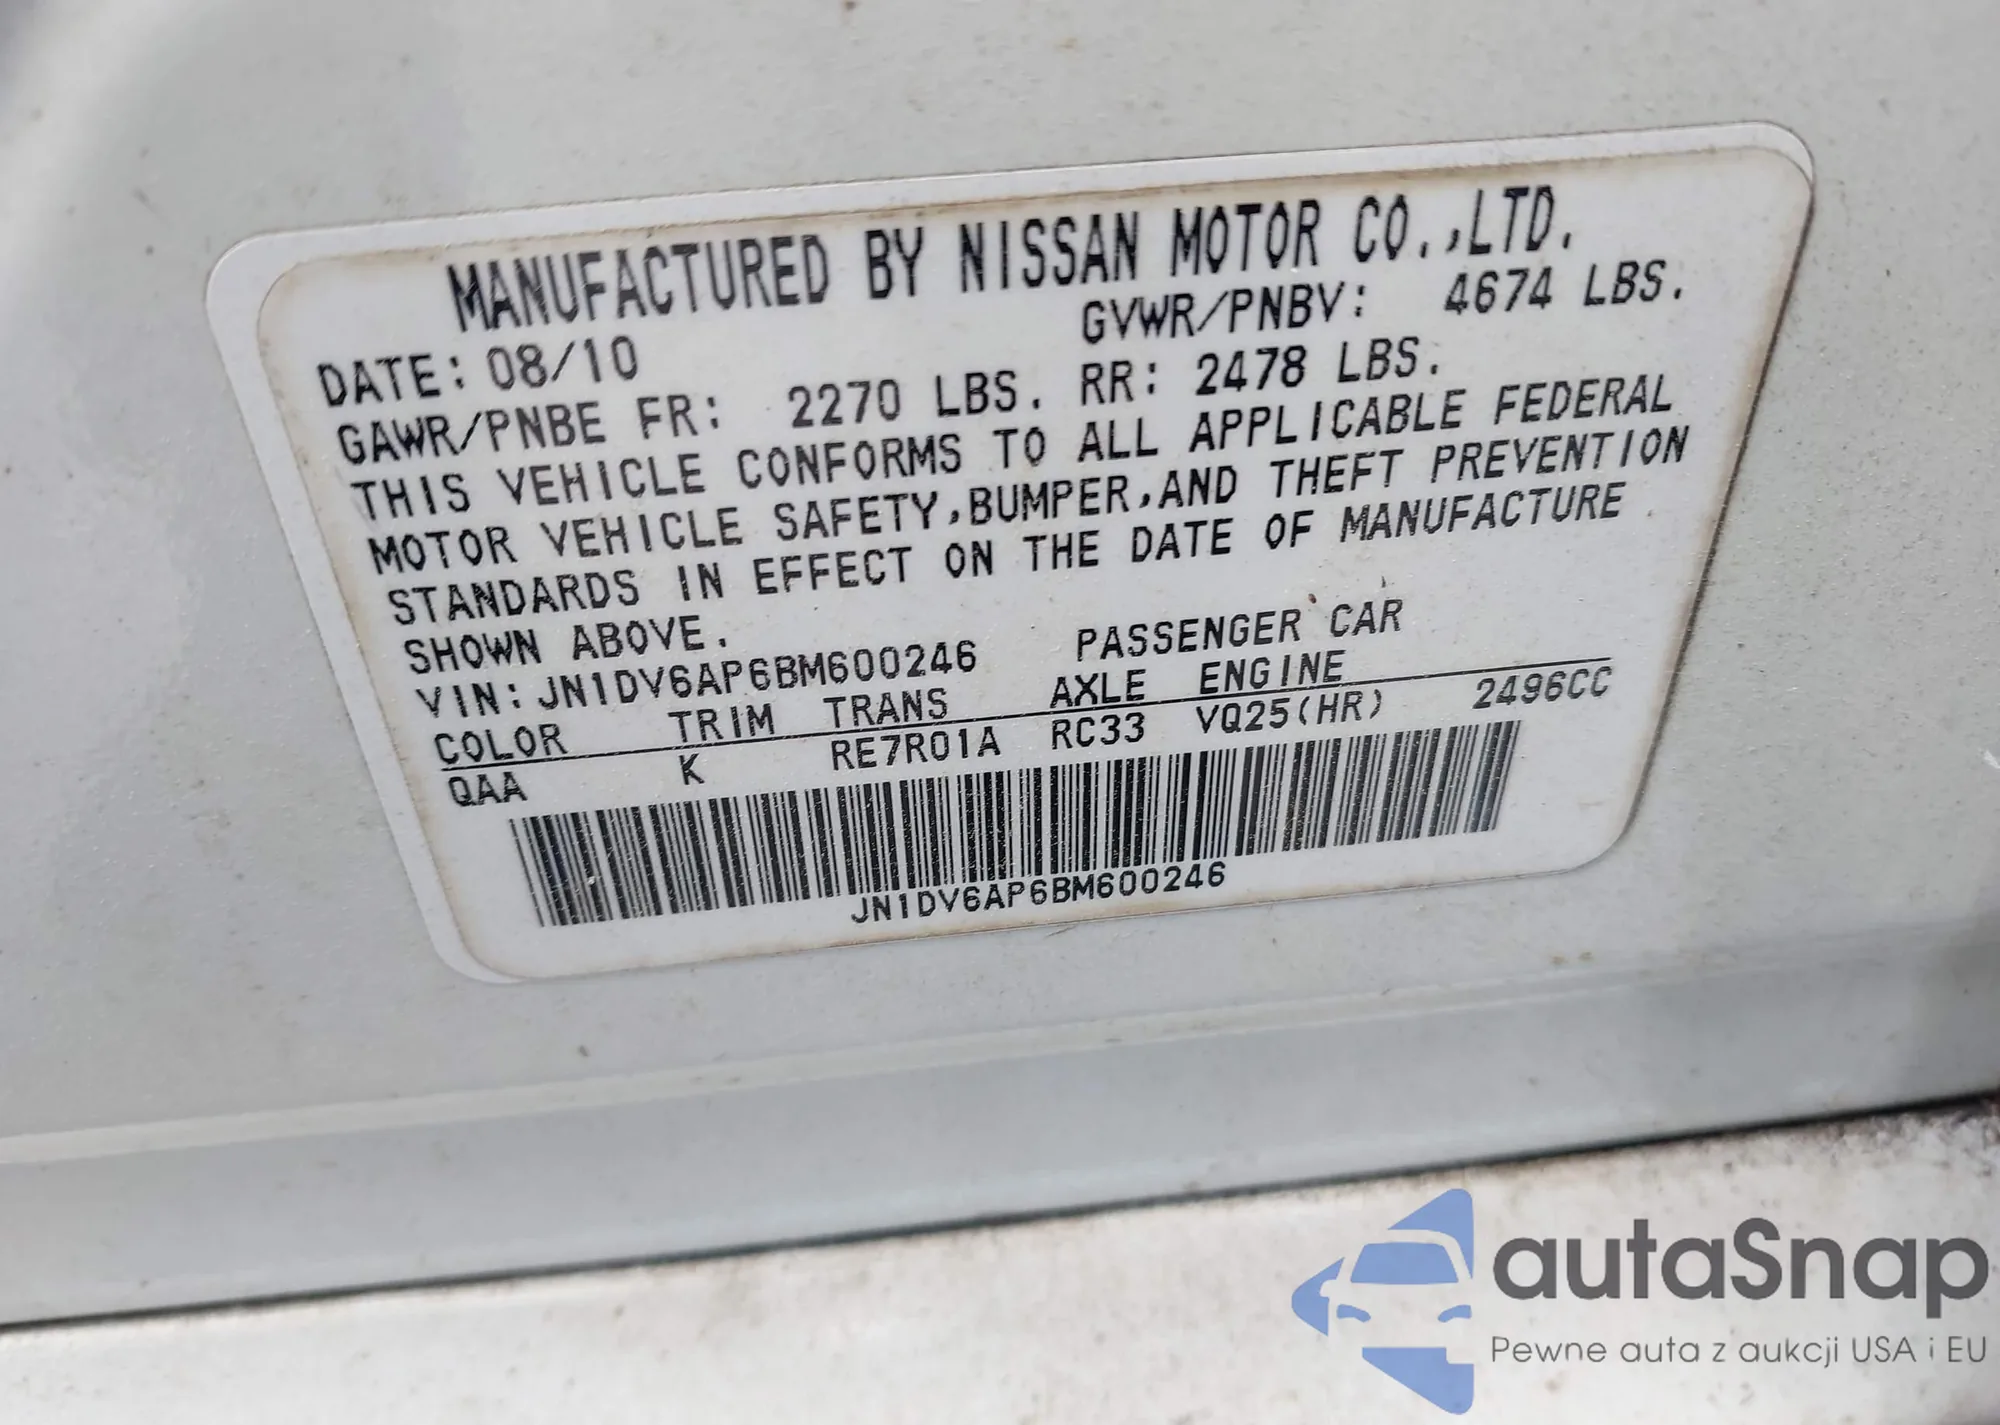 MANUFACTURED BY NISSAN MOTOR CO.,LTD.
DATE: 08/10 GVWR/PNBV: 4674 LBS.
GAWR/PNBE FR: 2270 LBS. RR: 2478 LBS.
THIS VEHICLE CONFORMS TO ALL APPLICABLE FEDERAL
MOTOR VEHICLE SAFETY,BUMPER,AND THEFT PREVENTION
STANDARDS IN EFFECT ON THE DATE OF MANUFACTURE
SHOWN ABOVE.
VIN:JN1DV6AP6BM600246 PASSENGER CAR
COLOR TRIM TRANS AXLE ENGINE
QAA K RE7R01A RC33 VQ25(HR) 2496CC
JN1DV6AP6BM600246
autaSnap
Pewne auta z aukcji USA i EU